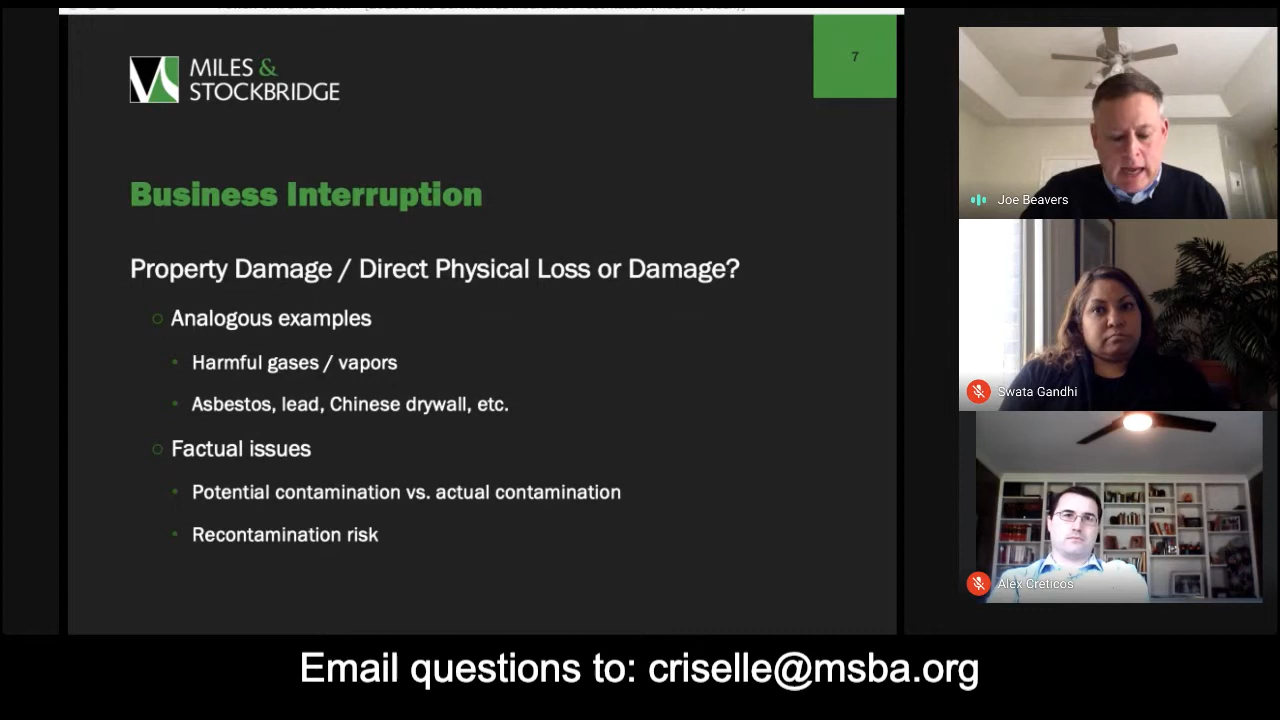 MILES &
STOCKBRIDGE
7
Business Interruption
Property Damage / Direct Physical Loss or Damage?
Analogous examples
Harmful gases / vapors
Asbestos, lead, Chinese drywall, etc.
Factual issues
Potential contamination vs. actual contamination
Recontamination risk
Joe Beavers
Swata Gandhi
Alex Creticos
Email questions to: criselle@msba.org